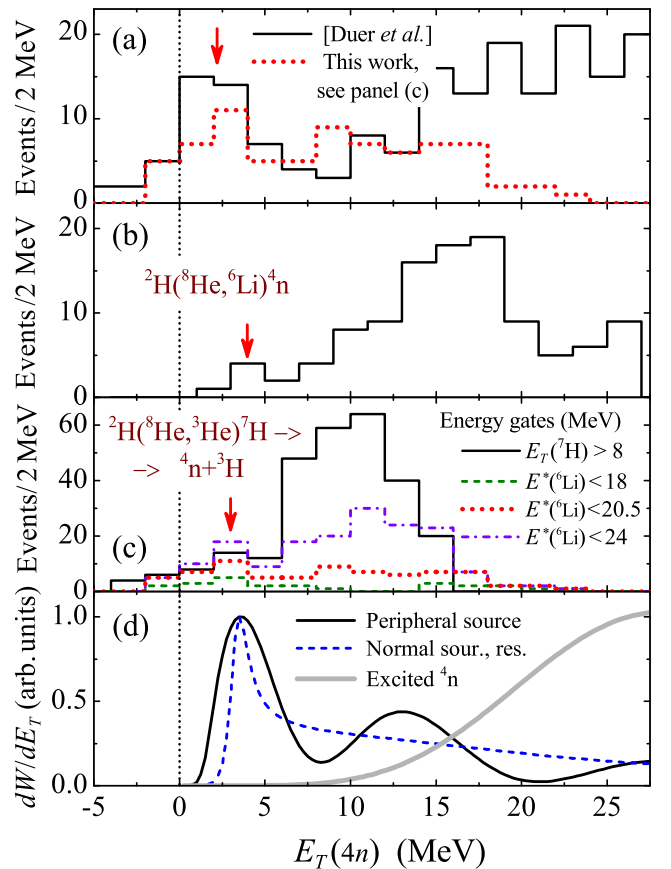 (a)
[Duer et al.]
This work,
see panel (c)
20
10
0
Events/2 MeV
(b)
²H(⁸He,⁶Li)⁴n
20
10
0
Events/2 MeV
²H(⁸He,³He)⁷H –>
–> ⁴n+³H
Energy gates (MeV)
E_T(⁷H) > 8
E*(⁶Li)<18
E*(⁶Li)<20.5
E*(⁶Li)<24
(c)
60
40
20
0
Events/2 MeV
(d)
Peripheral source
Normal sour., res.
Excited ⁴n
1.0
0.5
0.0
dW/dE_T (arb. units)
-5 0 5 10 15 20 25
E_T(4n) (MeV)